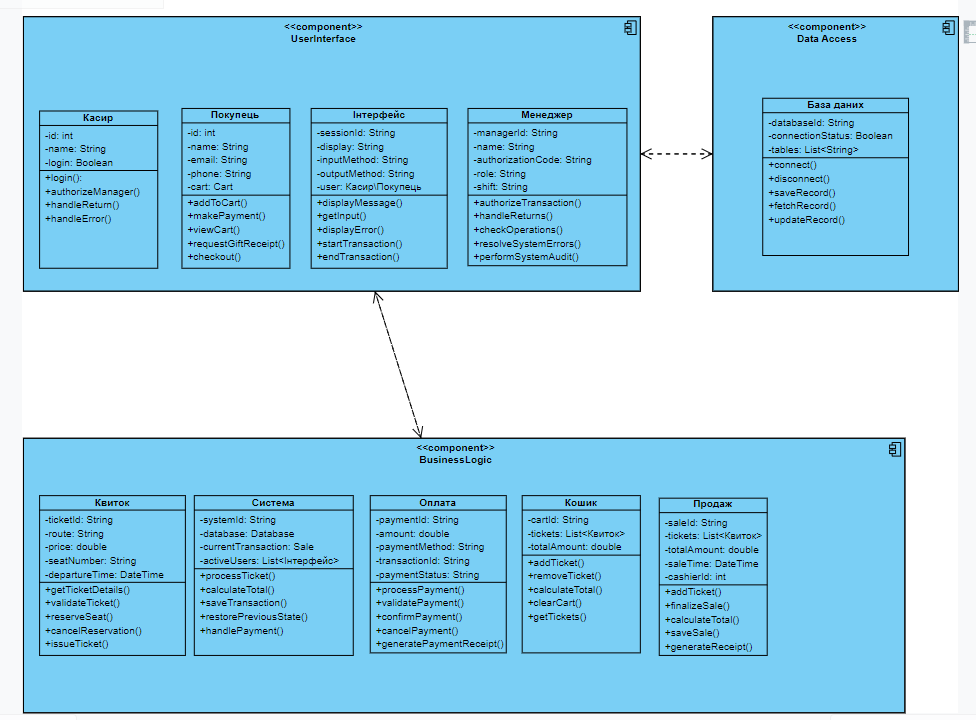 <<component>>
UserInterface
Касир
-id: int
-name: String
-login: Boolean
+login():
+authorizeManager()
+handleReturn()
+handleError()
Покупець
-id: int
-name: String
-email: String
-phone: String
-cart: Cart
+addToCart()
+makePayment()
+viewCart()
+requestGiftReceipt()
+checkout()
Інтерфейс
-sessionId: String
-display: String
-inputMethod: String
-outputMethod: String
-user: Касир\Покупець
+displayMessage()
+getInput()
+displayError()
+startTransaction()
+endTransaction()
Менеджер
-managerId: String
-name: String
-authorizationCode: String
-role: String
-shift: String
+authorizeTransaction()
+handleReturns()
+checkOperations()
+resolveSystemErrors()
+performSystemAudit()
<<component>>
Data Access
База даних
-databaseId: String
-connectionStatus: Boolean
-tables: List<String>
+connect()
+disconnect()
+saveRecord()
+fetchRecord()
+updateRecord()
<<component>>
BusinessLogic
Квиток
-ticketId: String
-route: String
-price: double
-seatNumber: String
-departureTime: DateTime
+getTicketDetails()
+validateTicket()
+reserveSeat()
+cancelReservation()
+issueTicket()
Система
-systemId: String
-database: Database
-currentTransaction: Sale
-activeUsers: List<Інтерфейс>
+processTicket()
+calculateTotal()
+saveTransaction()
+restorePreviousState()
+handlePayment()
Оплата
-paymentId: String
-amount: double
-paymentMethod: String
-transactionId: String
-paymentStatus: String
+processPayment()
+validatePayment()
+confirmPayment()
+cancelPayment()
+generatePaymentReceipt()
Кошик
-cartId: String
-tickets: List<Квиток>
-totalAmount: double
+addTicket()
+removeTicket()
+calculateTotal()
+clearCart()
+getTickets()
Продаж
-saleId: String
-tickets: List<Квиток>
-totalAmount: double
-saleTime: DateTime
-cashierId: int
+addTicket()
+finalizeSale()
+calculateTotal()
+saveSale()
+generateReceipt()